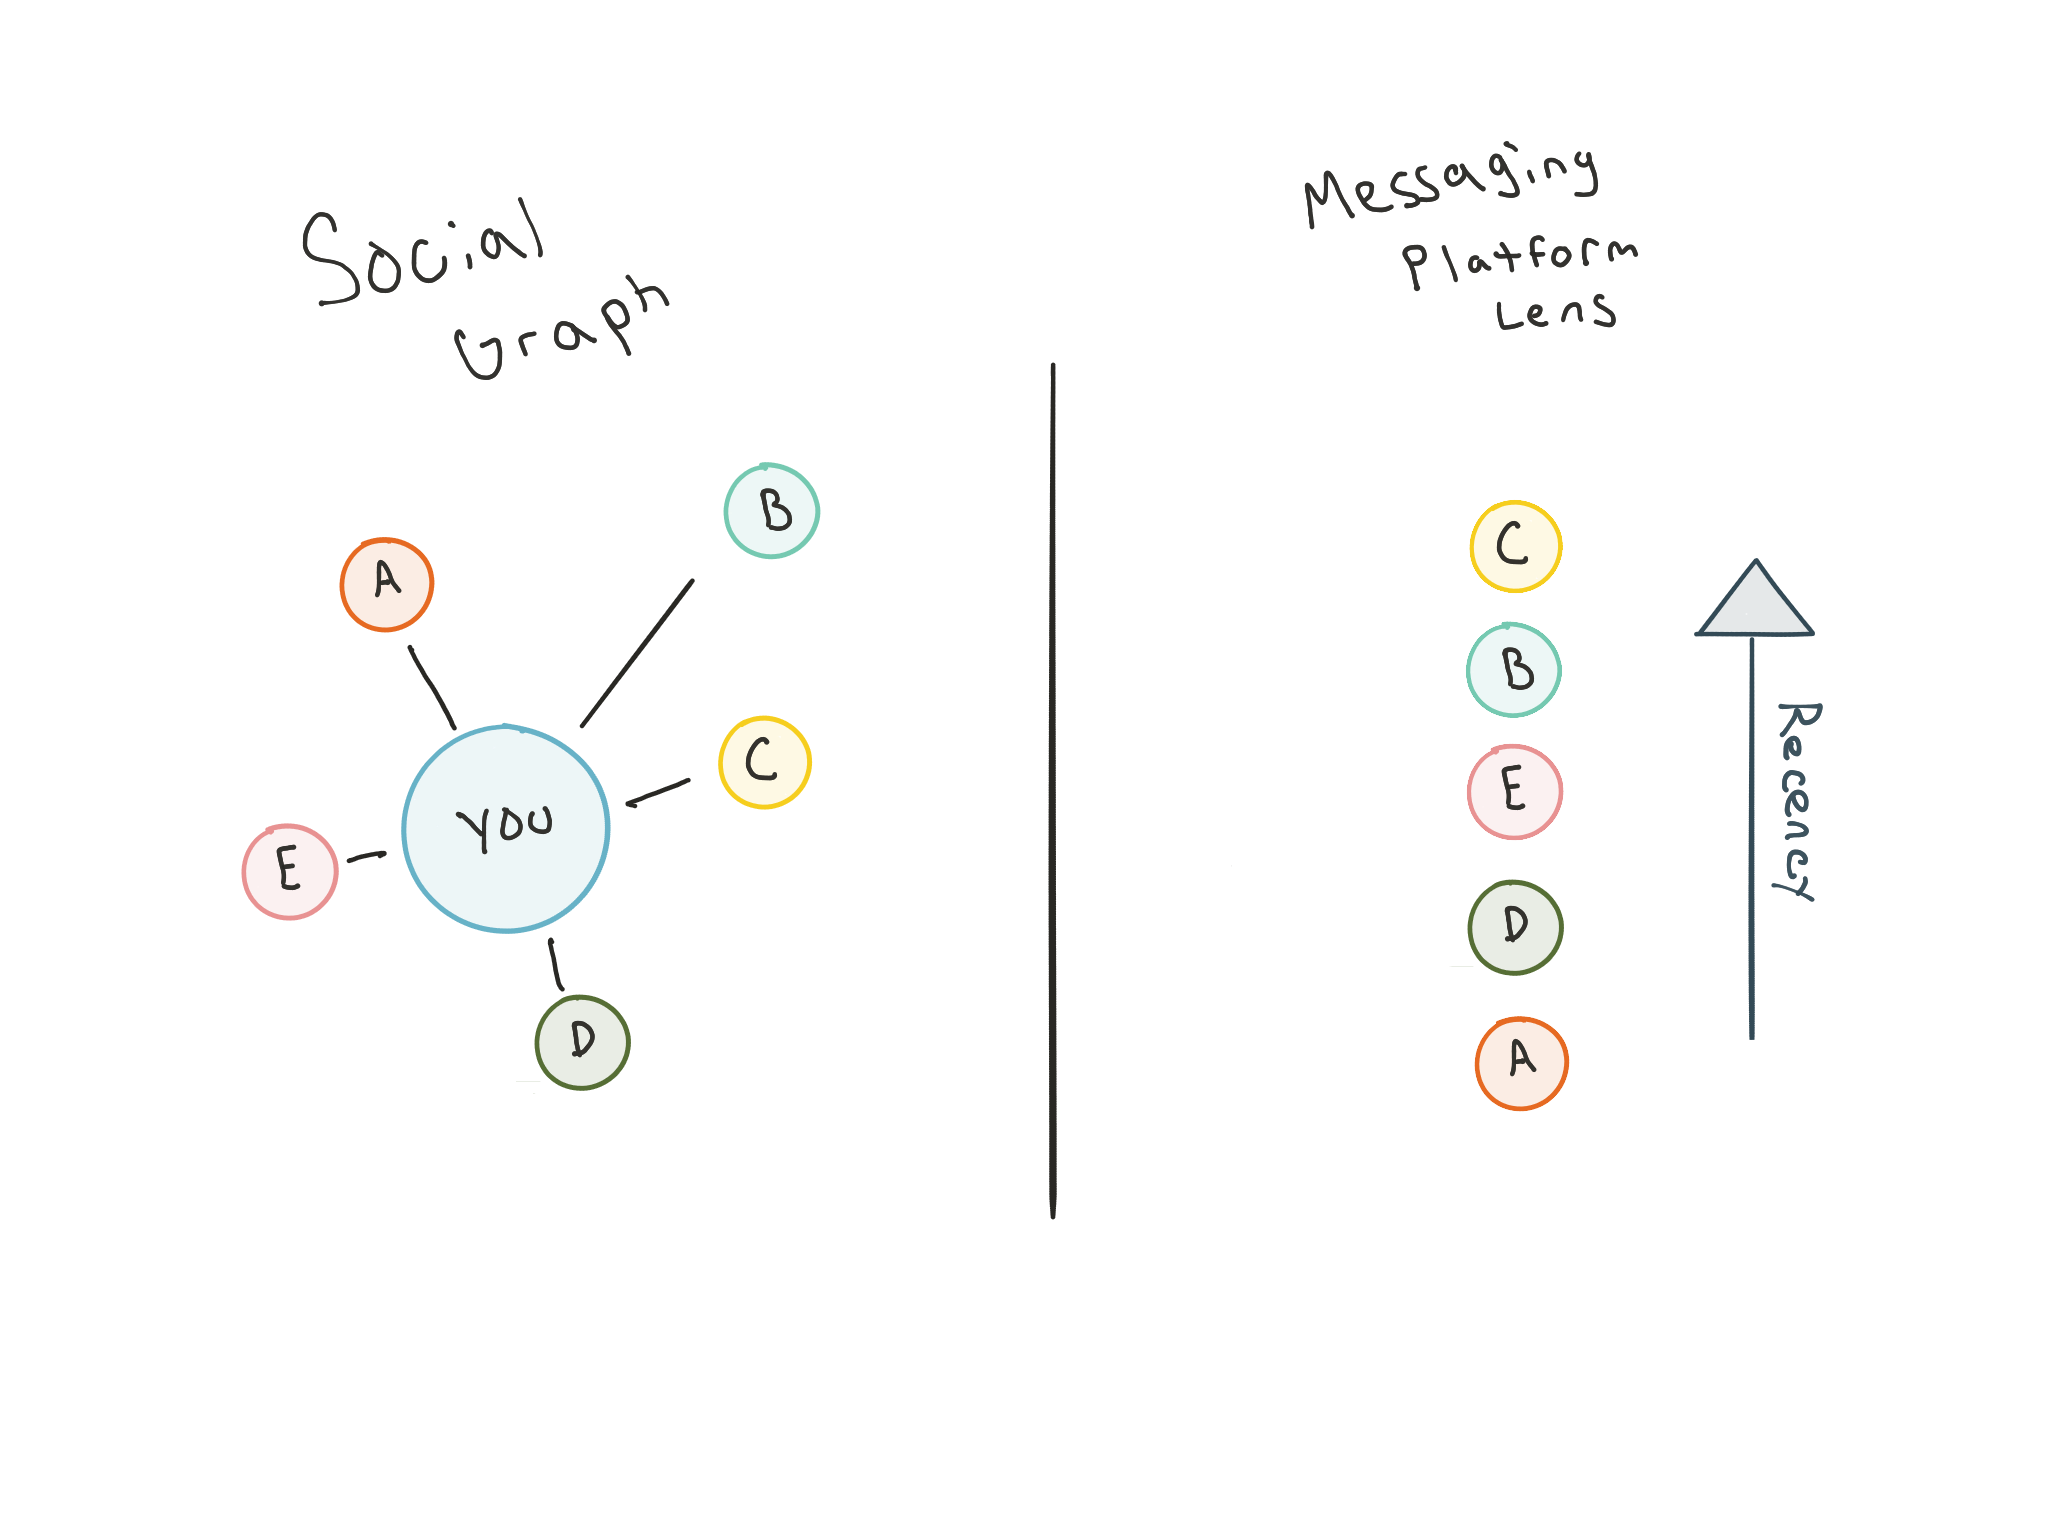 Social
Graph
A
B
C
YOU
E
D
Messaging
Platform
Lens
C
B
E
D
A
Recency